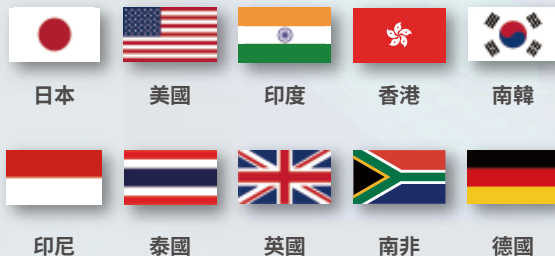 日本 美國 印度 香港 南韓
印尼 泰國 英國 南非 德國